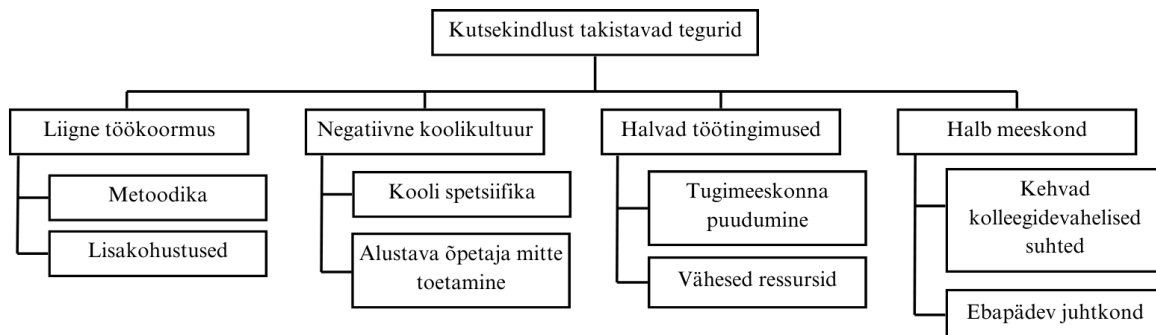 Kutsekindlust takistavad tegurid
Liigne töökoormus
Metoodika
Lisakohustused
Negatiivne koolikultuur
Kooli spetsiifika
Alustava õpetaja mitte
toetamine
Halvad töötingimused
Tugimeeskonna
puudumine
Vähesed ressursid
Halb meeskond
Kehvad
kolleegidevahelised
suhted
Ebapädev juhtkond